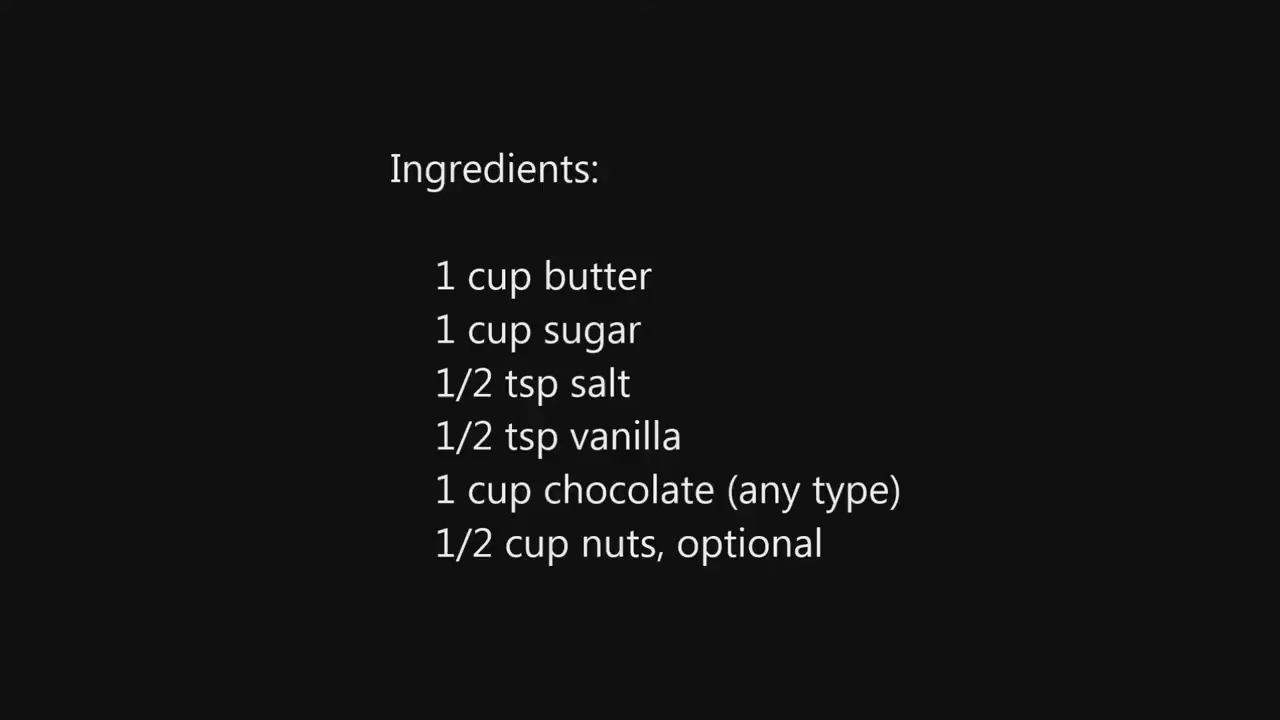 Ingredients:
1 cup butter
1 cup sugar
1/2 tsp salt
1/2 tsp vanilla
1 cup chocolate (any type)
1/2 cup nuts, optional